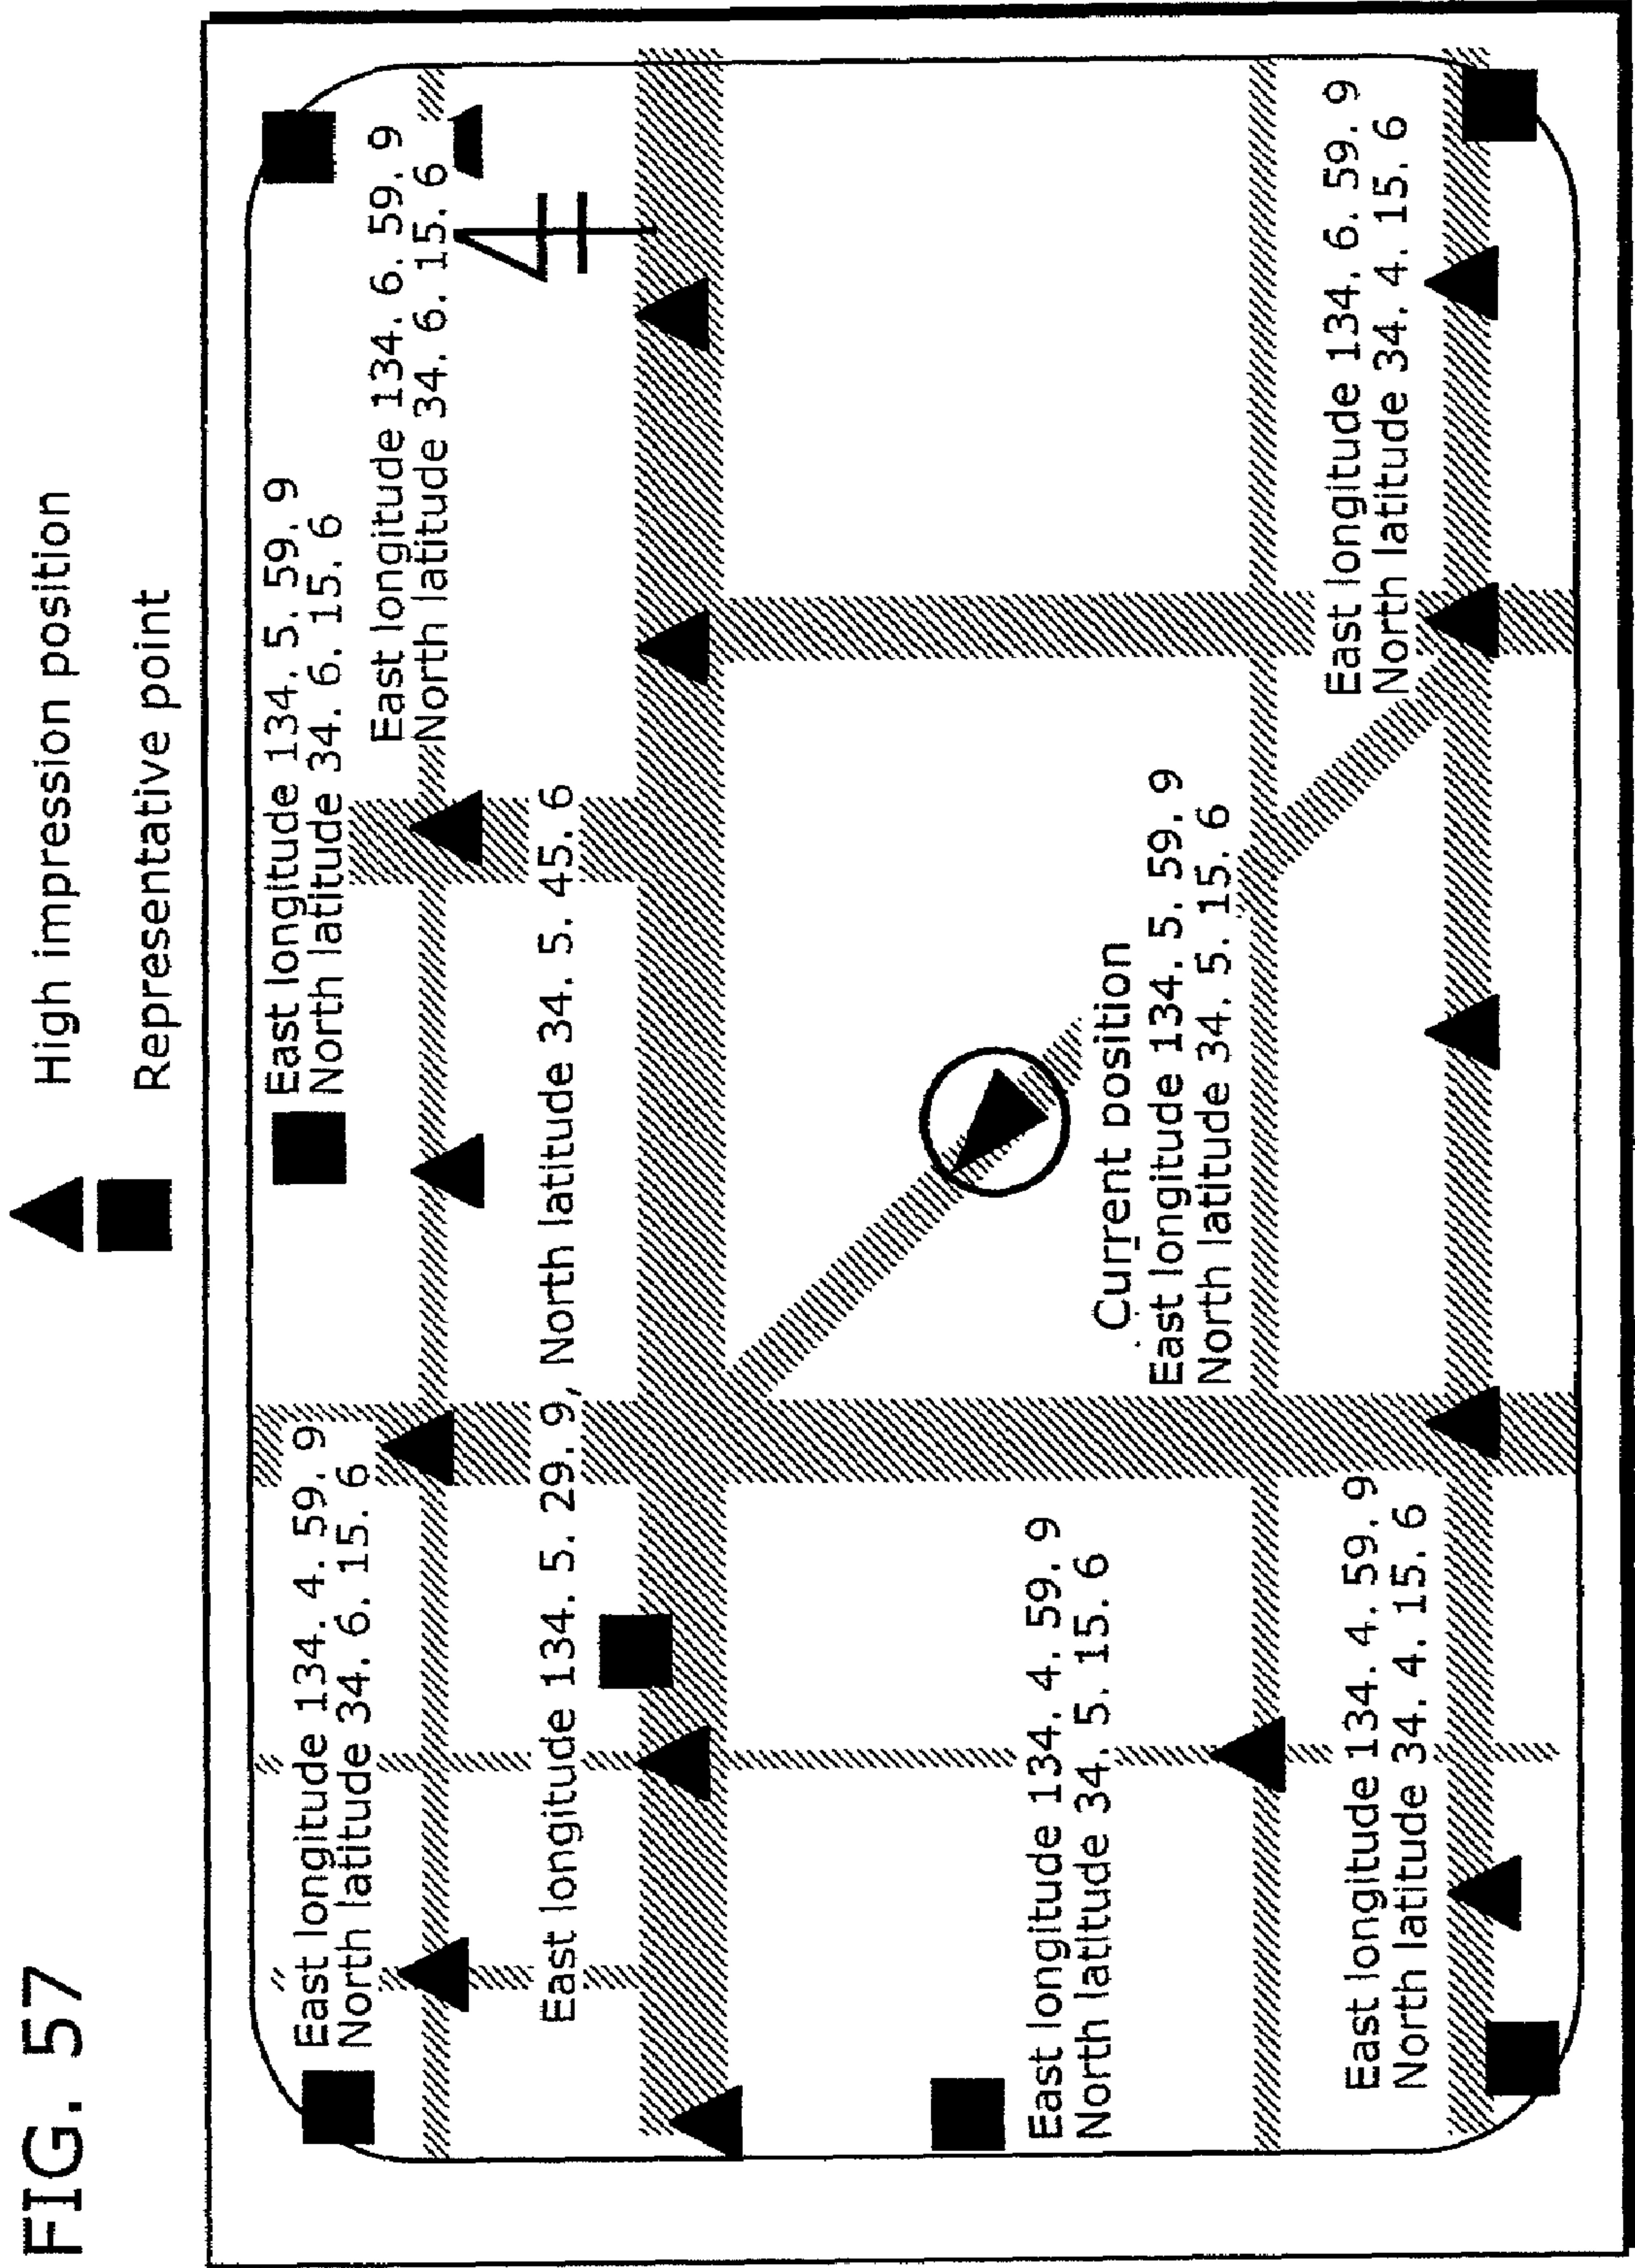 FIG. 57
High impression position
Representative point
East longitude 134. 4. 59. 9
North latitude 34. 6. 15. 6
East longitude 134. 5. 59. 9
North latitude 34. 6. 15. 6
East longitude 134. 6. 59. 9
North latitude 34. 6. 15. 6
East longitude 134. 5. 29. 9, North latitude 34. 5. 45. 6
East longitude 134. 4. 59. 9
North latitude 34. 5. 15. 6
Current position
East longitude 134. 5. 59. 9
North latitude 34. 5. 15. 6
East longitude 134. 4. 59. 9
North latitude 34. 4. 15. 6
East longitude 134. 6. 59. 9
North latitude 34. 4. 15. 6